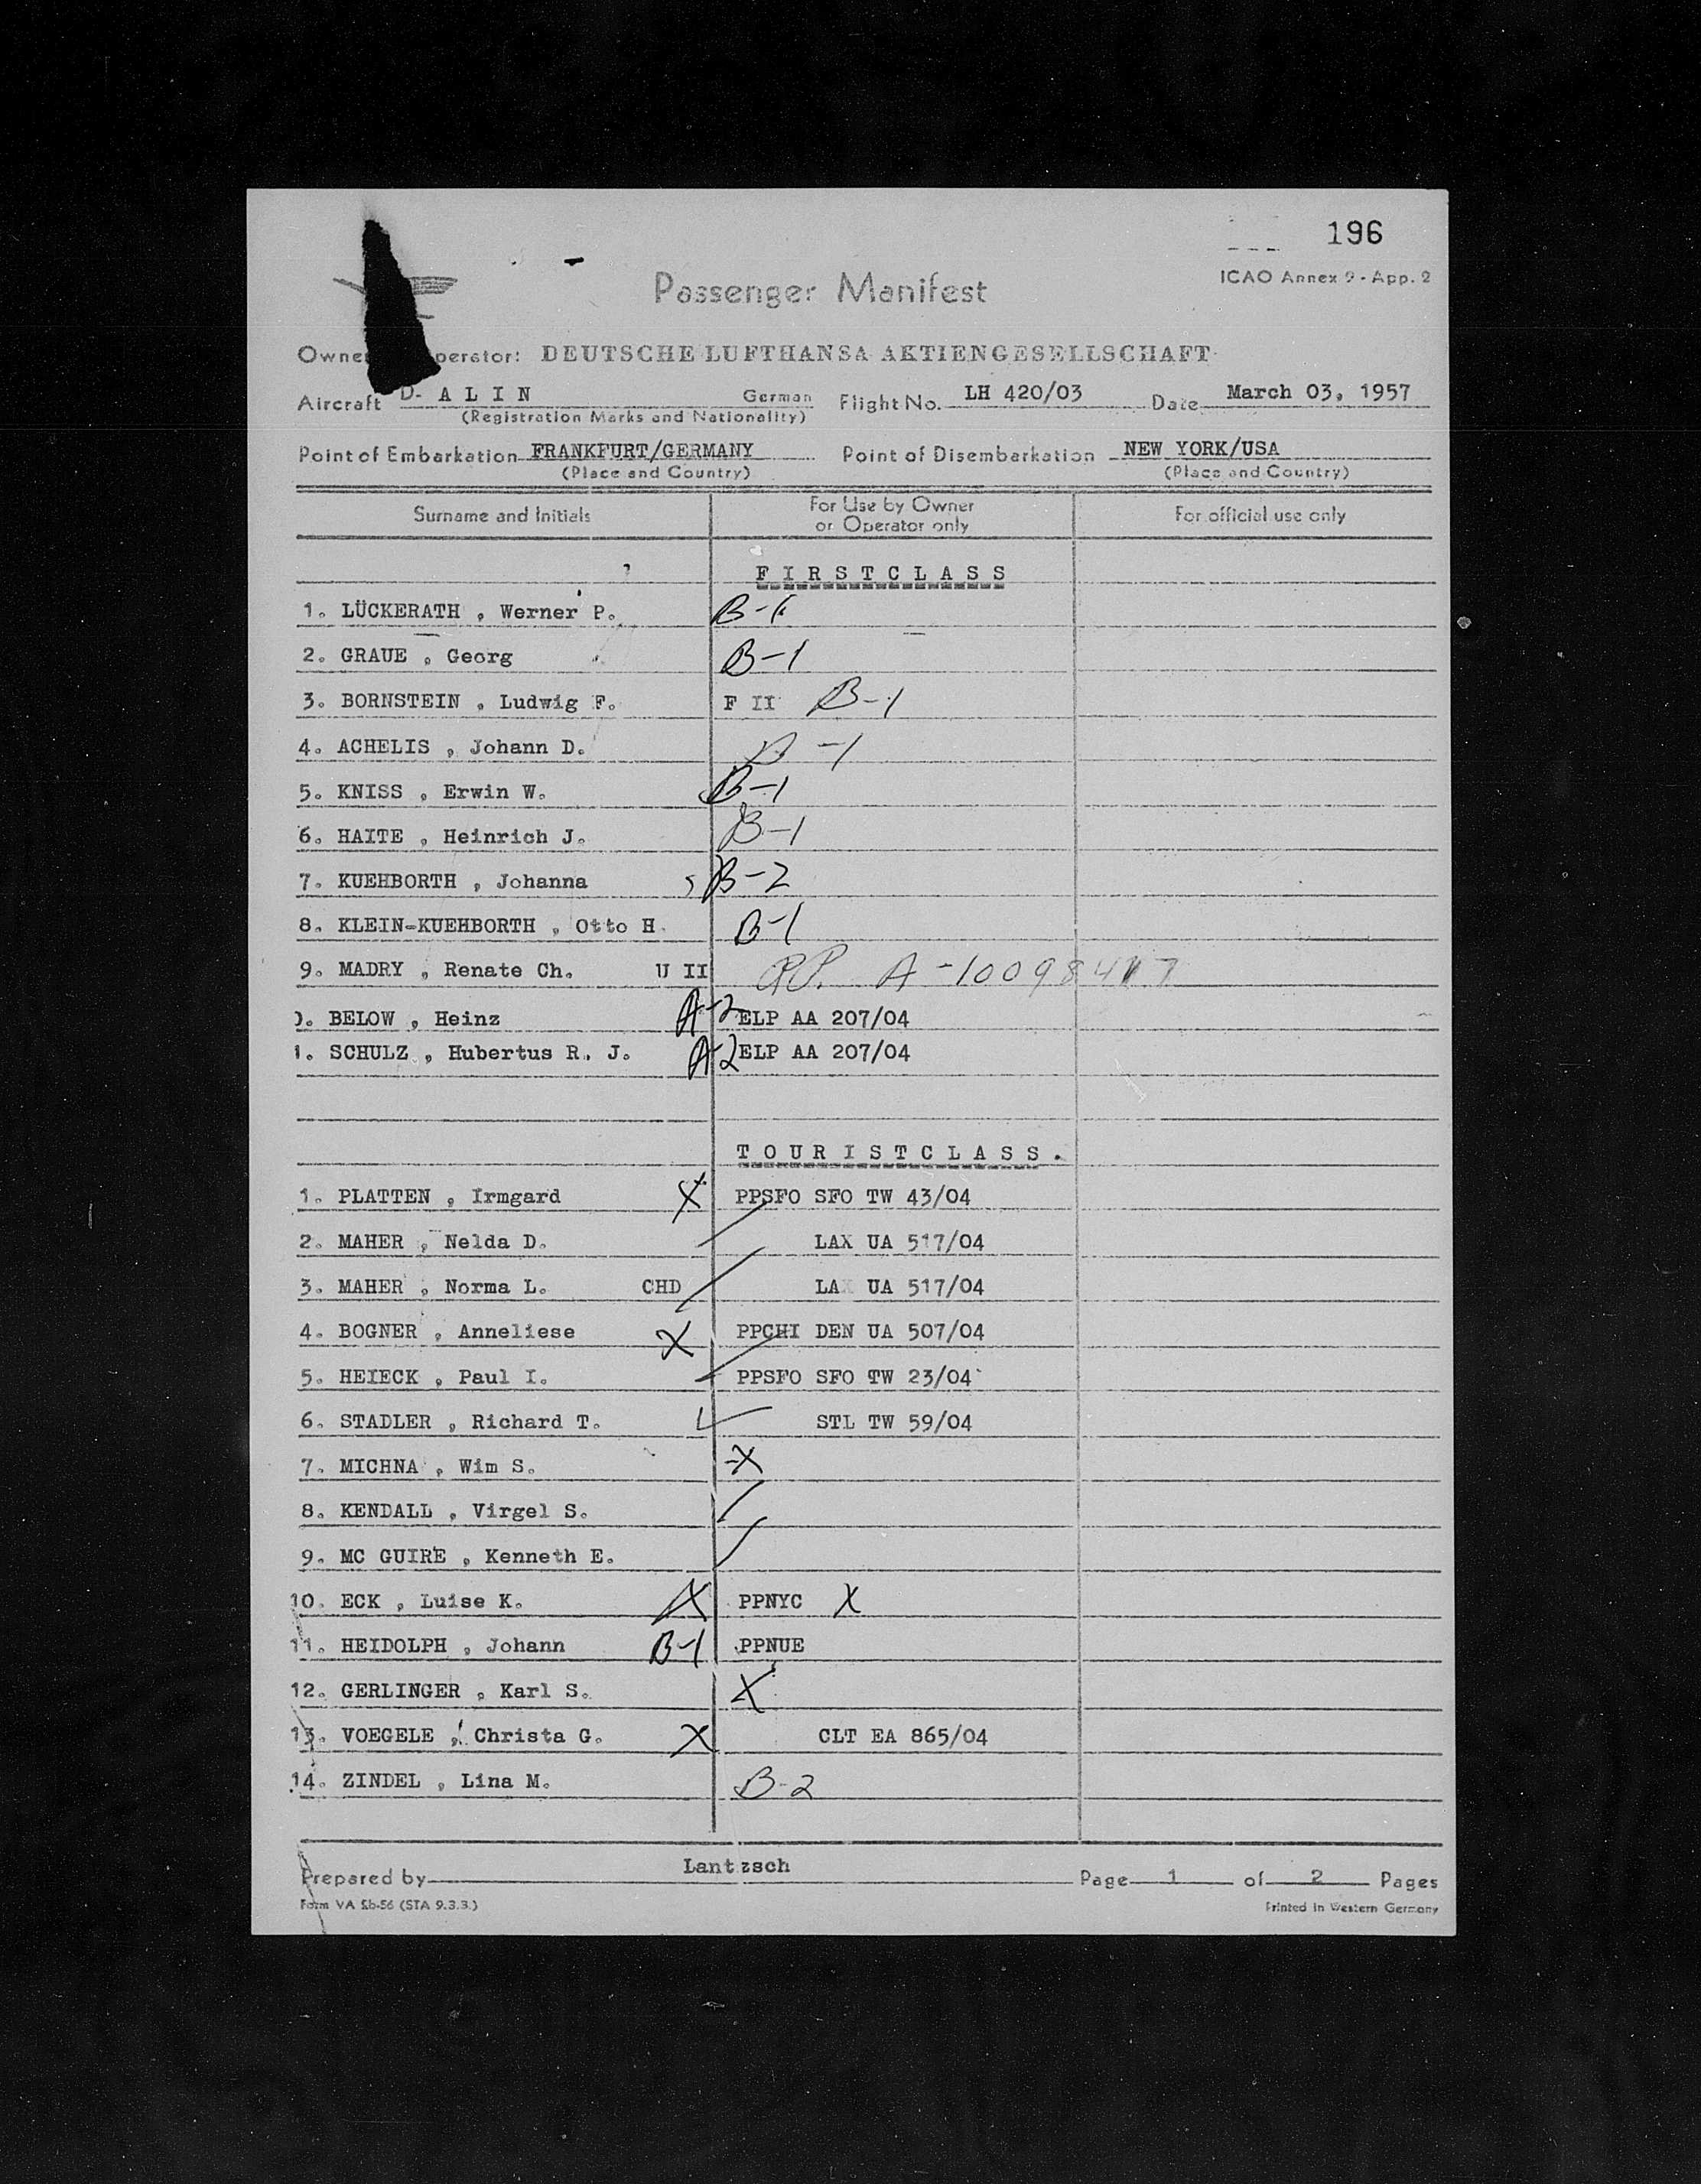 196
ICAO Annex 9 - App. 2
Passenger Manifest
Owne perator: DEUTSCHE LUFTHANSA AKTIENGESELLSCHAFT
Aircraft D- A L I N German Flight No. LH 420/03 Date March 03, 1957
(Registration Marks and Nationality)
Point of Embarkation FRANKFURT/GERMANY Point of Disembarkation NEW YORK/USA
(Place and Country) (Place and Country)
Surname and Initials For Use by Owner or Operator only For official use only
F I R S T C L A S S
1. LÜCKERATH , Werner P. B-1
2. GRAUE , Georg B-1
3. BORNSTEIN , Ludwig F. F II B-1
4. ACHELIS , Johann D. B-1
5. KNISS , Erwin W. B-1
6. HAITE , Heinrich J. B-1
7. KUEHBORTH , Johanna B-2
8. KLEIN-KUEHBORTH , Otto H. B-1
9. MADRY , Renate Ch. U II A-10098417
0. BELOW , Heinz A-2 ELP AA 207/04
1. SCHULZ , Hubertus R. J. A-2 ELP AA 207/04
T O U R I S T C L A S S .
1. PLATTEN , Irmgard X PPSFO SFO TW 43/04
2. MAHER , Nelda D. LAX UA 517/04
3. MAHER , Norma L. CHD LAX UA 517/04
4. BOGNER , Anneliese X PPCHI DEN UA 507/04
5. HEIECK , Paul I. PPSFO SFO TW 23/04
6. STADLER , Richard T. STL TW 59/04
7. MICHNA , Wim S. X
8. KENDALL , Virgel S.
9. MC GUIRE , Kenneth E.
10. ECK , Luise K. X PPNYC X
11. HEIDOLPH , Johann B-1 PPNUE
12. GERLINGER , Karl S. X
13. VOEGELE , Christa G. X CLT EA 865/04
14. ZINDEL , Lina M. B-2
Prepared by Lantzsch Page 1 of 2 Pages
Form VA Sb-56 (STA 9.3.3.) Printed in Western Germany